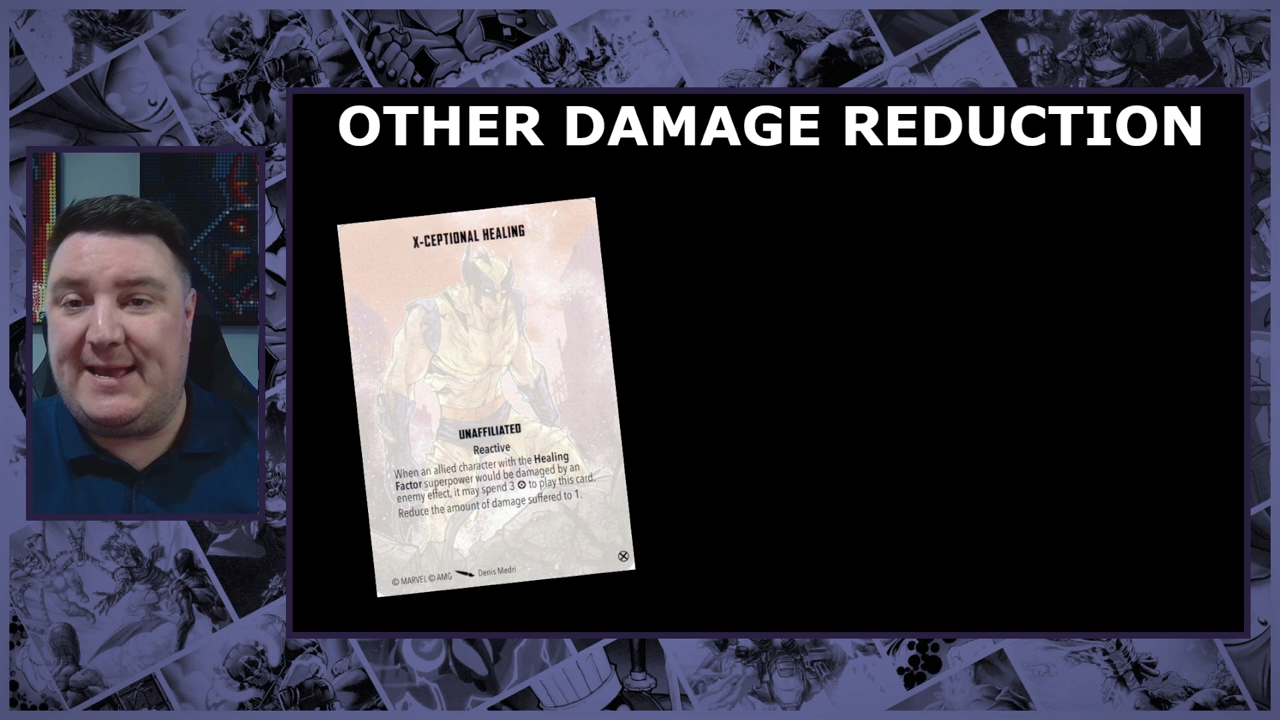 OTHER DAMAGE REDUCTION
X-CEPTIONAL HEALING
UNAFFILIATED
Reactive
When an allied character with the Healing
Factor superpower would be damaged by an
enemy effect, it may spend 3 to play this card.
Reduce the amount of damage suffered to 1.
© MARVEL © AMG Denis Medri